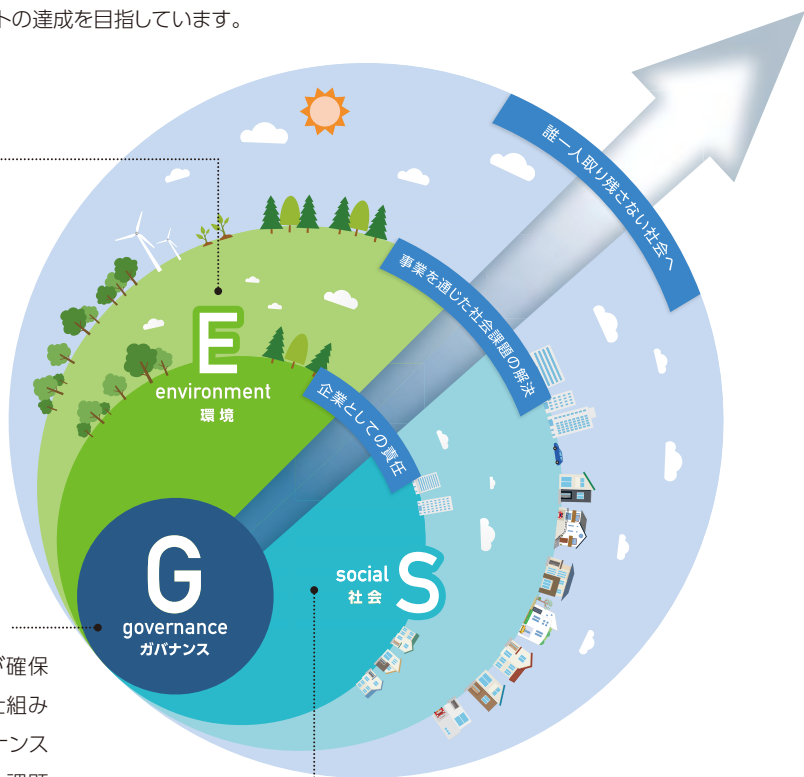 トの達成を目指しています。
誰一人取り残さない社会へ
事業を通じた社会課題の解決
企業としての責任
E
environment
環境
G
governance
ガバナンス
social
社会
S
が確保
仕組み
ナンス